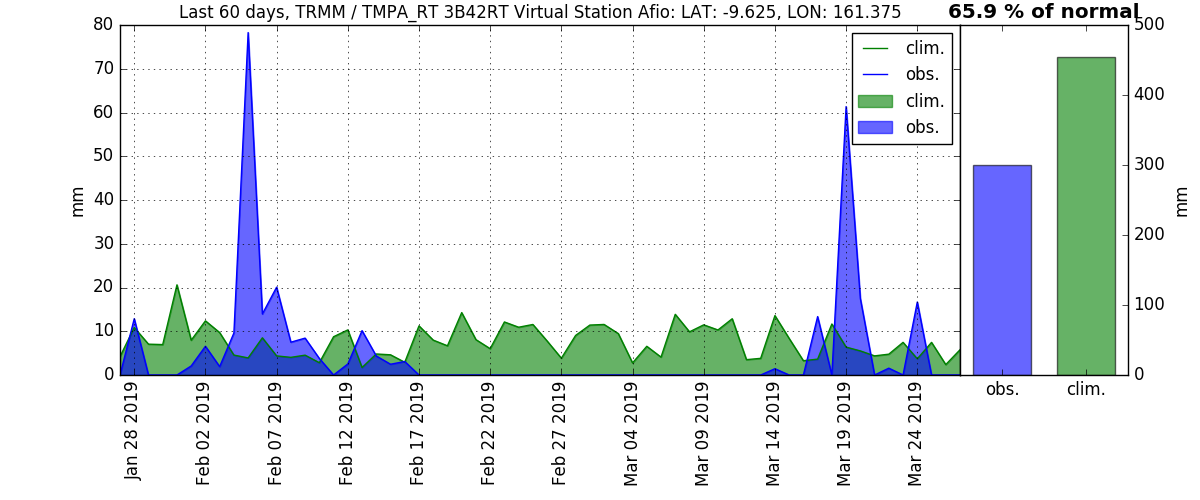 Last 60 days, TRMM / TMPA_RT 3B42RT Virtual Station Afio: LAT: -9.625, LON: 161.375
65.9 % of normal
80
70
60
50
40
30
20
10
0
mm
clim.
obs.
clim.
obs.
500
400
300
200
100
0
mm
Jan 28 2019
Feb 02 2019
Feb 07 2019
Feb 12 2019
Feb 17 2019
Feb 22 2019
Feb 27 2019
Mar 04 2019
Mar 09 2019
Mar 14 2019
Mar 19 2019
Mar 24 2019
obs.
clim.